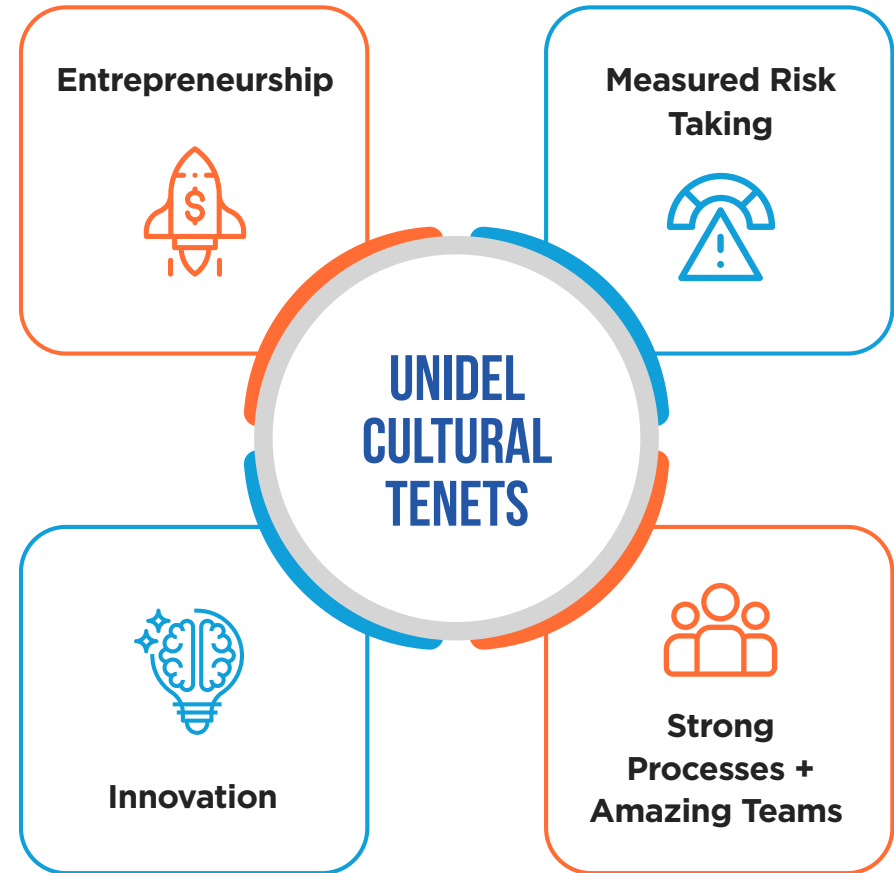 Entrepreneurship
Measured Risk
Taking
$
UNIDEL
CULTURAL
TENETS
Innovation
Strong
Processes +
Amazing Teams